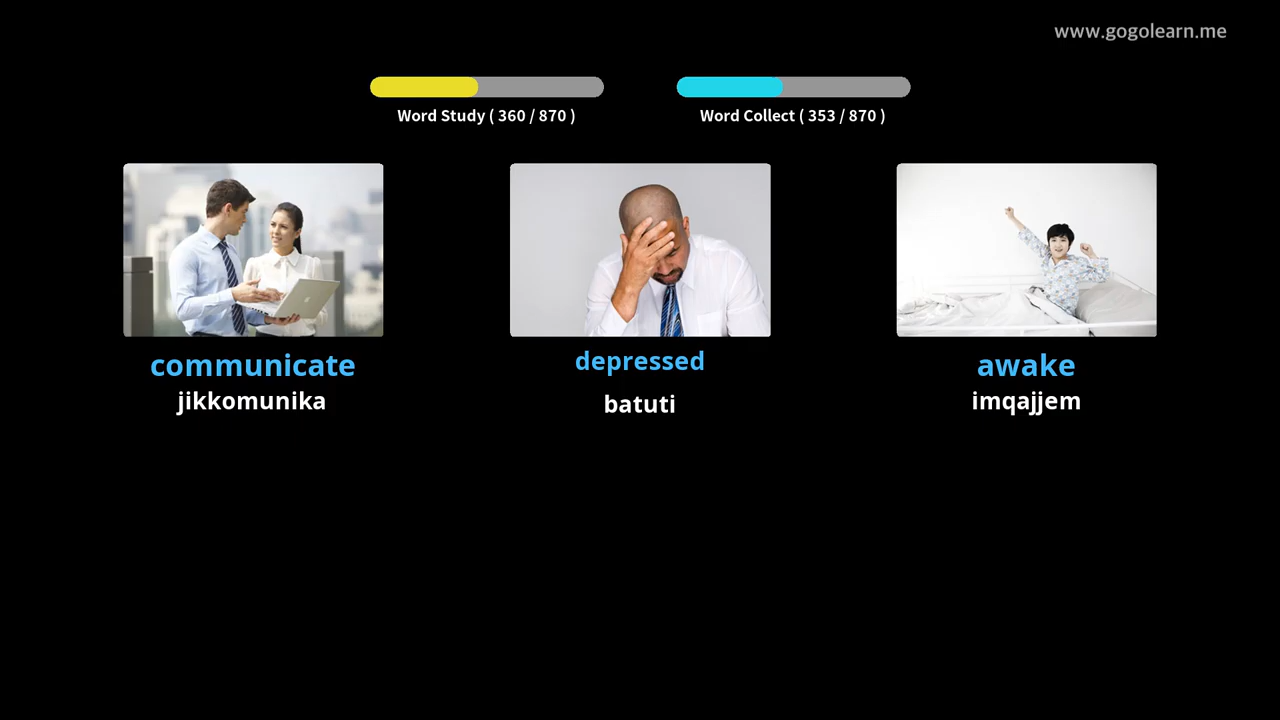 www.gogolearn.me
Word Study ( 360 / 870 )
Word Collect ( 353 / 870 )
communicate
jikkomunika
depressed
batuti
awake
imqajjem